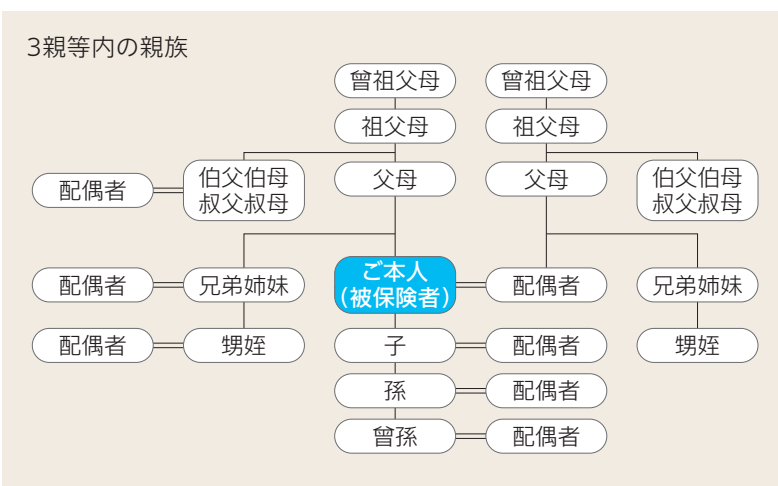 3親等内の親族
曾祖父母
曾祖父母
祖父母
祖父母
配偶者
伯父伯母
叔父叔母
父母
父母
伯父伯母
叔父叔母
配偶者
兄弟姉妹
ご本人
(被保険者)
配偶者
兄弟姉妹
配偶者
甥姪
子
配偶者
甥姪
孫
配偶者
曾孫
配偶者